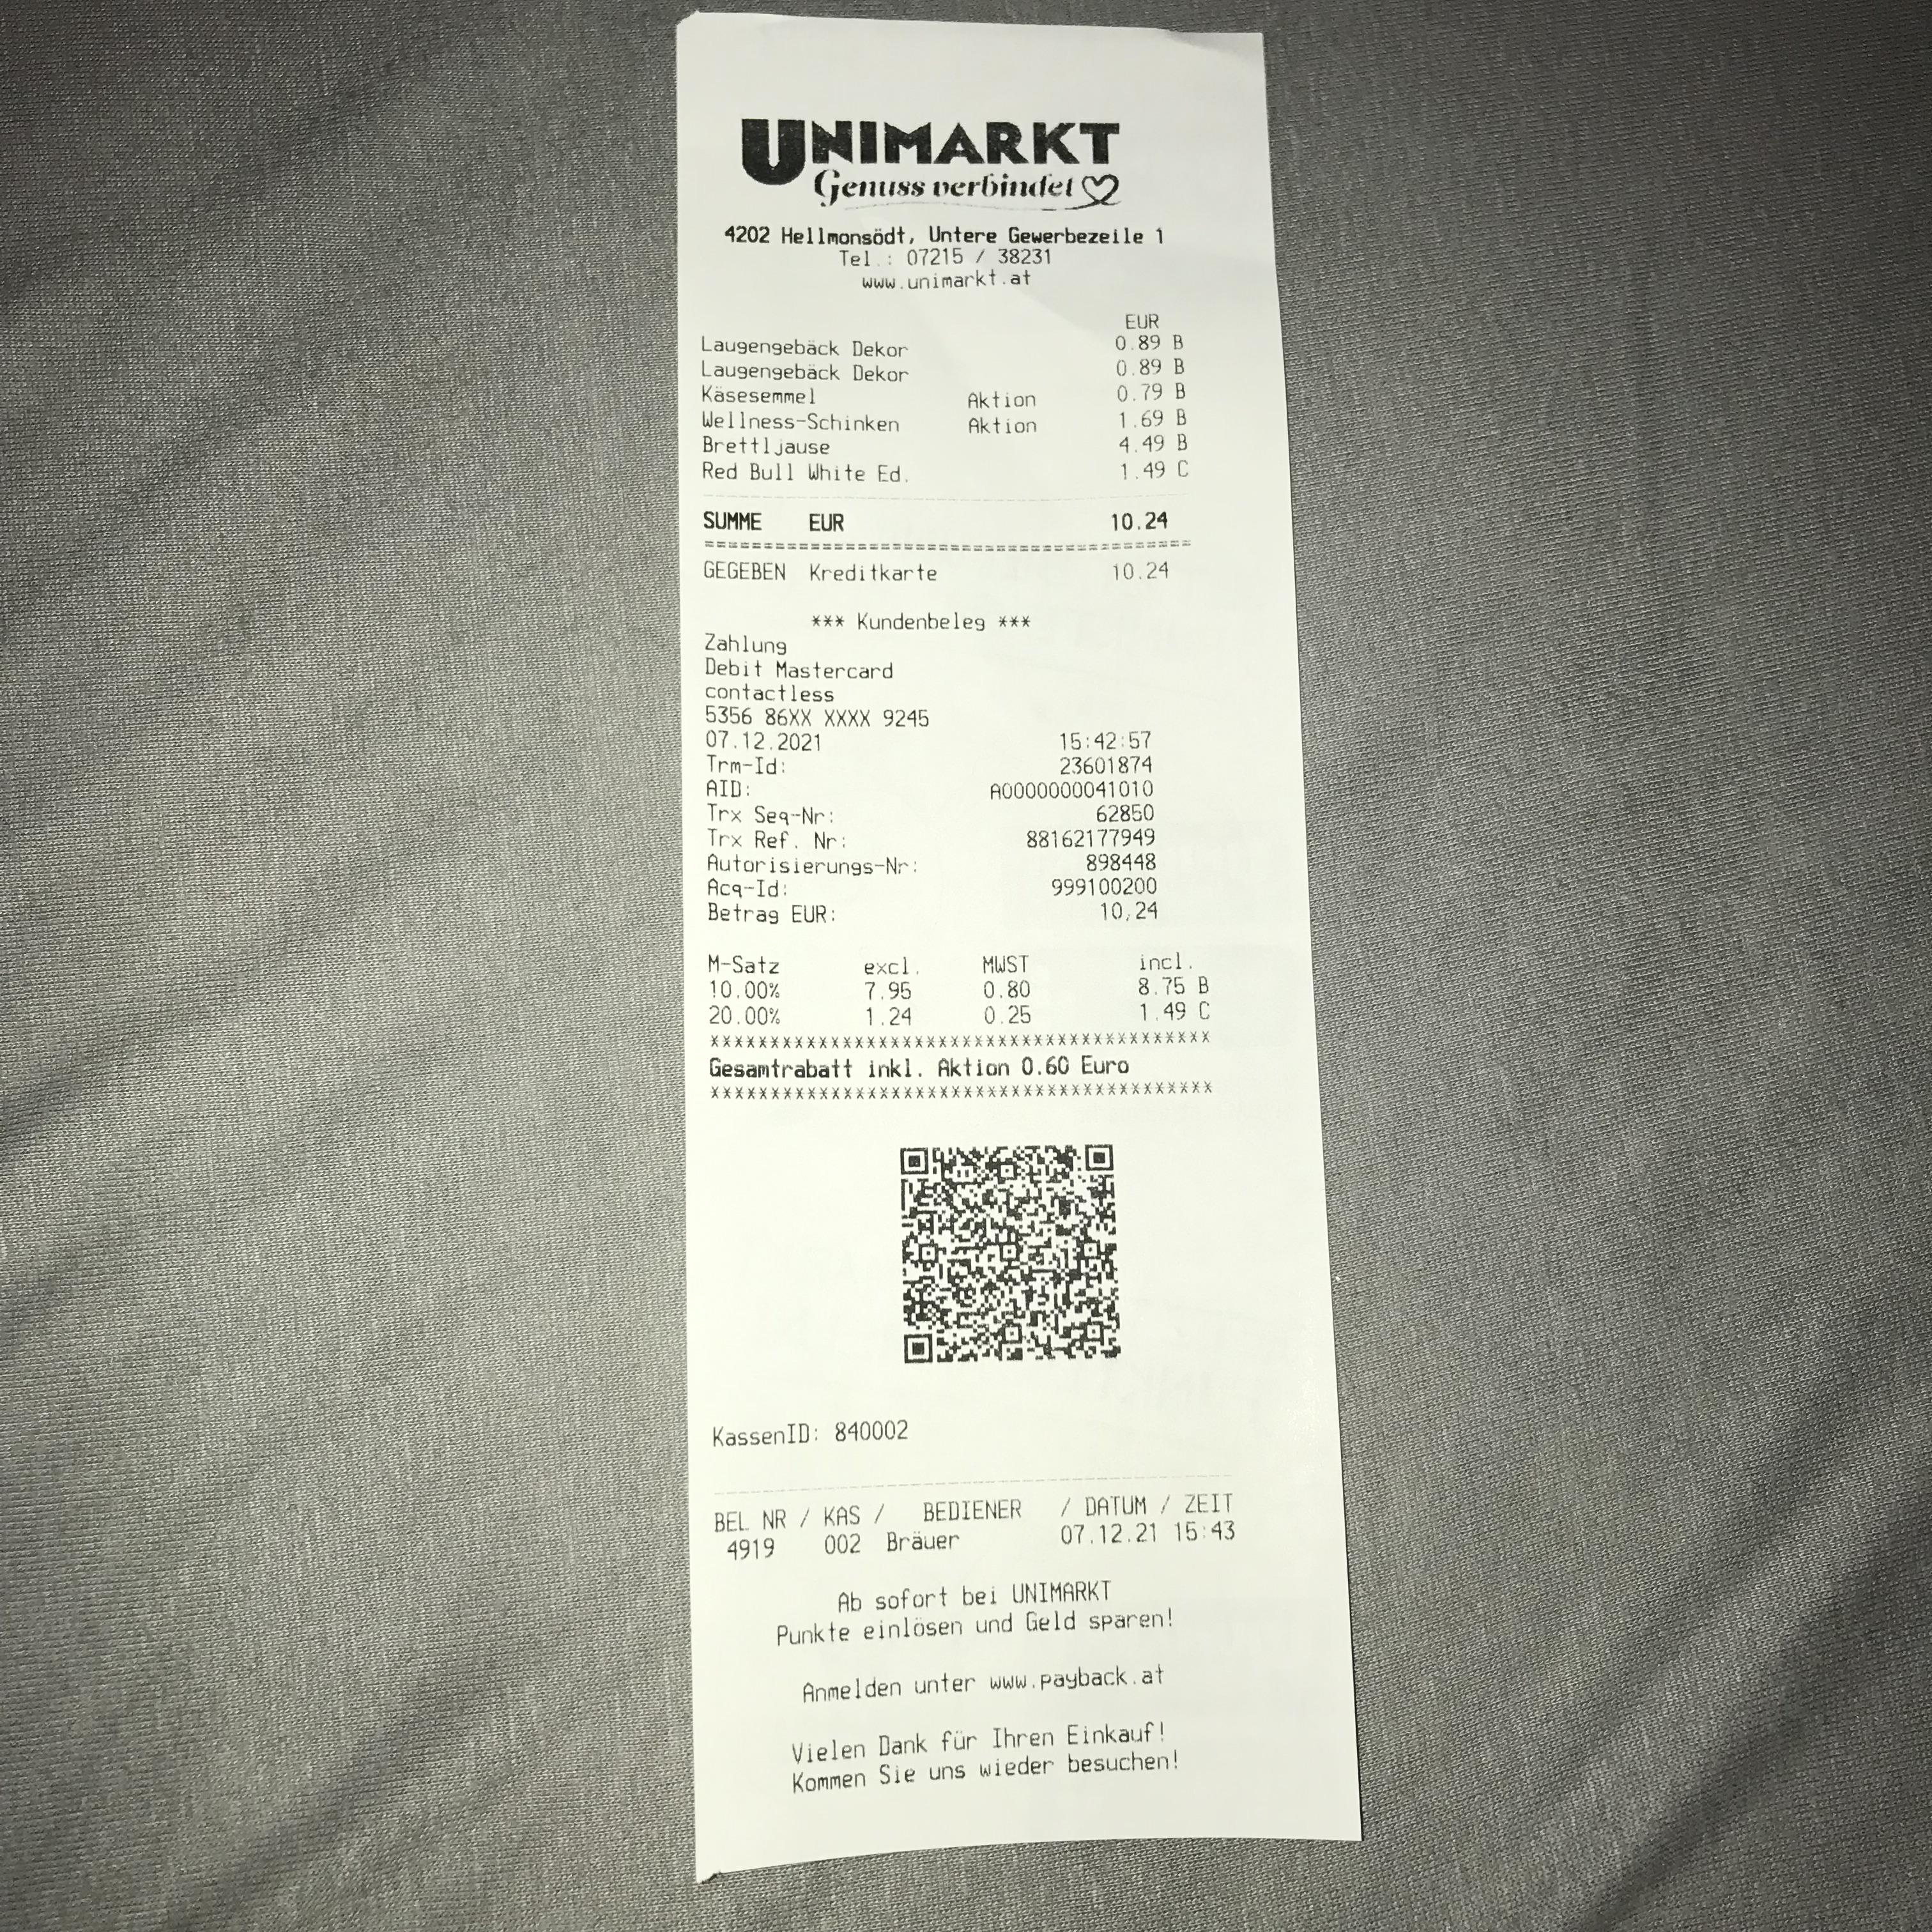 UNIMARKT
Genuss verbindet
4202 Hellmonsödt, Untere Gewerbezeile 1
Tel.: 07215 / 38231
www.unimarkt.at
EUR
Laugengebäck Dekor 0.89 B
Laugengebäck Dekor 0.89 B
Käsesemmel Aktion 0.79 B
Wellness-Schinken Aktion 1.69 B
Brettljause 4.49 B
Red Bull White Ed. 1.49 C
SUMME EUR 10.24
=========================================
GEGEBEN Kreditkarte 10.24
*** Kundenbeleg ***
Zahlung
Debit Mastercard
contactless
5356 86XX XXXX 9245
07.12.2021 15:42:57
Trm-Id: 23601874
AID: A0000000041010
Trx Seq-Nr: 62850
Trx Ref. Nr: 88162177949
Autorisierungs-Nr: 898448
Acq-Id: 999100200
Betrag EUR: 10,24
M-Satz excl. MWST incl.
10.00% 7.95 0.80 8.75 B
20.00% 1.24 0.25 1.49 C
******************************************
Gesamtrabatt inkl. Aktion 0.60 Euro
******************************************
KassenID: 840002
BEL NR / KAS / BEDIENER / DATUM / ZEIT
4919 002 Bräuer 07.12.21 15:43
Ab sofort bei UNIMARKT
Punkte einlösen und Geld sparen!
Anmelden unter www.payback.at
Vielen Dank für Ihren Einkauf!
Kommen Sie uns wieder besuchen!